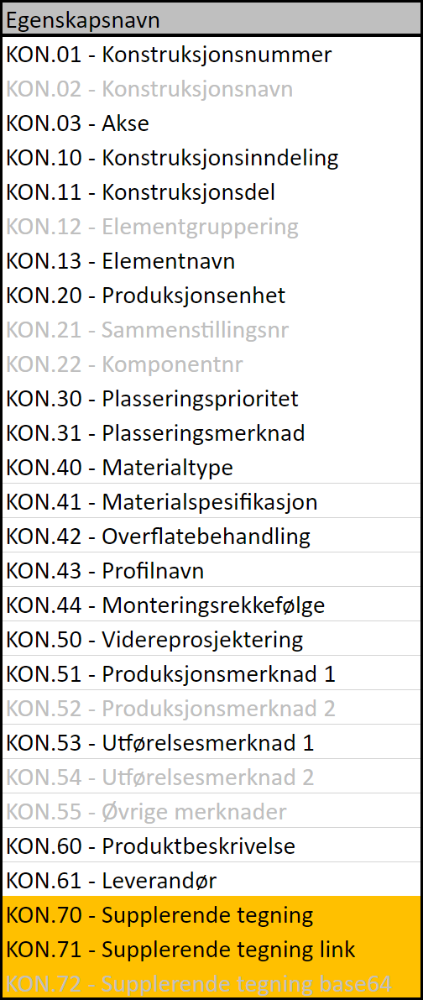 Egenskapsnavn
KON.01 - Konstruksjonsnummer
KON.02 - Konstruksjonsnavn
KON.03 - Akse
KON.10 - Konstruksjonsinndeling
KON.11 - Konstruksjonsdel
KON.12 - Elementgruppering
KON.13 - Elementnavn
KON.20 - Produksjonsenhet
KON.21 - Sammenstillingsnr
KON.22 - Komponentnr
KON.30 - Plasseringsprioritet
KON.31 - Plasseringsmerknad
KON.40 - Materialtype
KON.41 - Materialspesifikasjon
KON.42 - Overflatebehandling
KON.43 - Profilnavn
KON.44 - Monteringsrekkefølge
KON.50 - Videreprosjektering
KON.51 - Produksjonsmerknad 1
KON.52 - Produksjonsmerknad 2
KON.53 - Utførelsesmerknad 1
KON.54 - Utførelsesmerknad 2
KON.55 - Øvrige merknader
KON.60 - Produktbeskrivelse
KON.61 - Leverandør
KON.70 - Supplerende tegning
KON.71 - Supplerende tegning link
KON.72 - Supplerende tegning base64